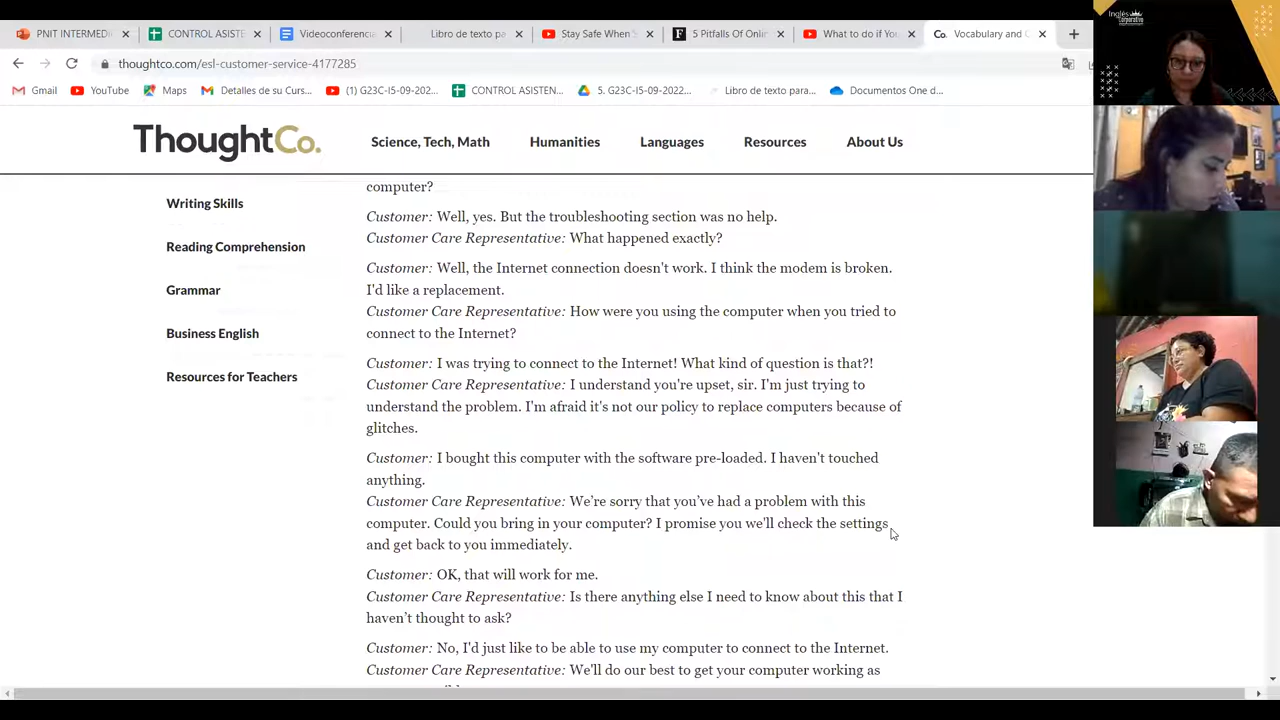 PNIT INTERMEDI
CONTROL ASISTE
Videoconferencia
Libro de texto pa
Stay Safe When S
5 Pitfalls Of Onlin
What to do if You
Co. Vocabulary and C
thoughtco.com/esl-customer-service-4177285
Gmail
YouTube
Maps
Detalles de su Curs...
(1) G23C-I5-09-202...
CONTROL ASISTEN...
5. G23C-I5-09-2022...
Libro de texto para...
Documentos One d...
Inglés
Corporativo
ThoughtCo.
Science, Tech, Math
Humanities
Languages
Resources
About Us
Writing Skills
Reading Comprehension
Grammar
Business English
Resources for Teachers
computer?
Customer: Well, yes. But the troubleshooting section was no help.
Customer Care Representative: What happened exactly?
Customer: Well, the Internet connection doesn't work. I think the modem is broken.
I'd like a replacement.
Customer Care Representative: How were you using the computer when you tried to
connect to the Internet?
Customer: I was trying to connect to the Internet! What kind of question is that?!
Customer Care Representative: I understand you're upset, sir. I'm just trying to
understand the problem. I'm afraid it's not our policy to replace computers because of
glitches.
Customer: I bought this computer with the software pre-loaded. I haven't touched
anything.
Customer Care Representative: We’re sorry that you’ve had a problem with this
computer. Could you bring in your computer? I promise you we'll check the settings
and get back to you immediately.
Customer: OK, that will work for me.
Customer Care Representative: Is there anything else I need to know about this that I
haven’t thought to ask?
Customer: No, I'd just like to be able to use my computer to connect to the Internet.
Customer Care Representative: We'll do our best to get your computer working as